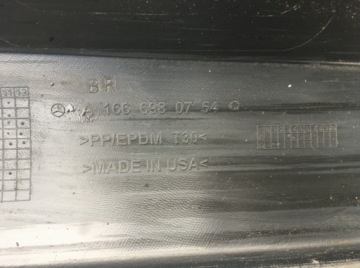 BR
A 166 698 07 54 Q
>PP/EPDM T30<
>MADE IN USA<